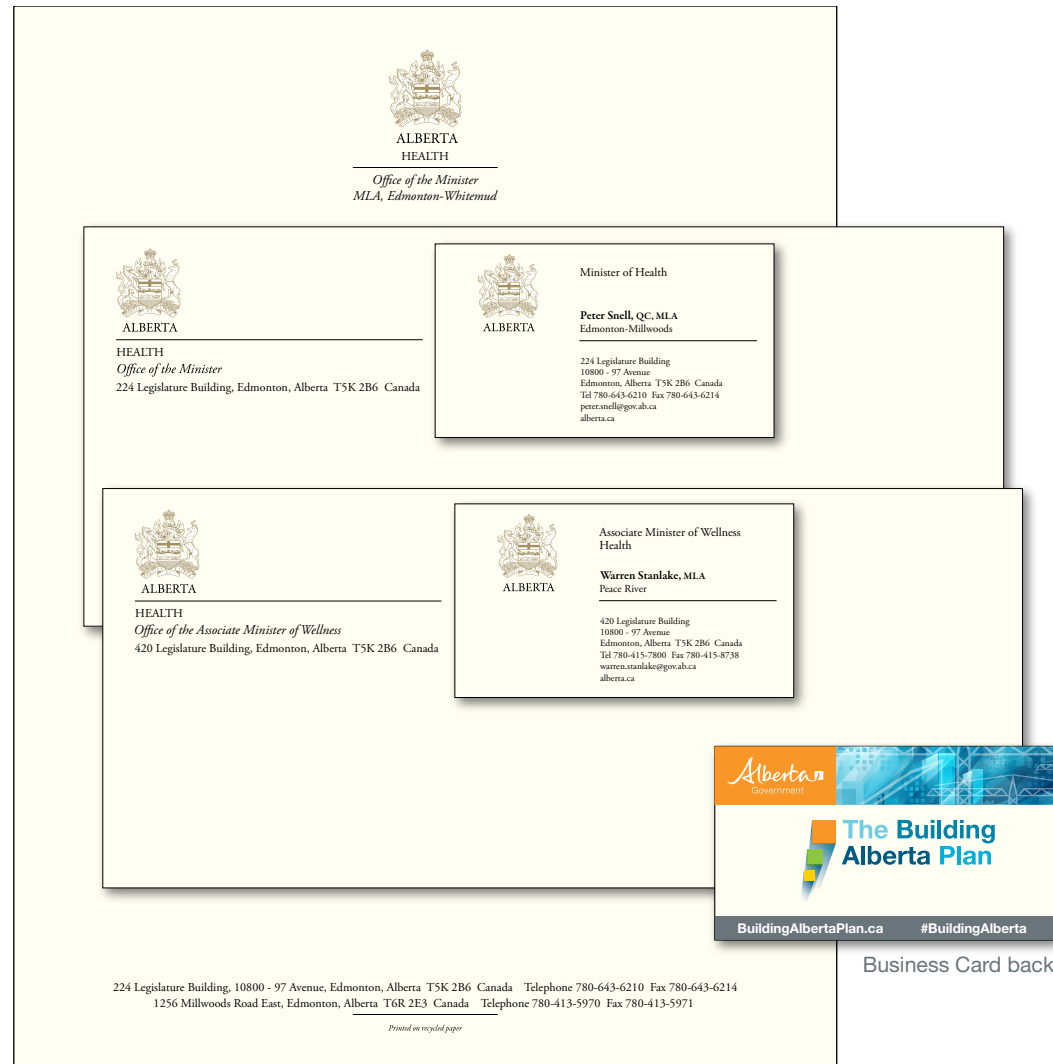 ALBERTA
HEALTH
Office of the Minister
MLA, Edmonton-Whitemud
ALBERTA
HEALTH
Office of the Minister
224 Legislature Building, Edmonton, Alberta T5K 2B6 Canada
ALBERTA
Minister of Health
Peter Snell, QC, MLA
Edmonton-Millwoods
224 Legislature Building
10800 - 97 Avenue
Edmonton, Alberta T5K 2B6 Canada
Tel 780-643-6210 Fax 780-643-6214
peter.snell@gov.ab.ca
alberta.ca
ALBERTA
HEALTH
Office of the Associate Minister of Wellness
420 Legislature Building, Edmonton, Alberta T5K 2B6 Canada
ALBERTA
Associate Minister of Wellness
Health
Warren Stanlake, MLA
Peace River
420 Legislature Building
10800 - 97 Avenue
Edmonton, Alberta T5K 2B6 Canada
Tel 780-415-7800 Fax 780-415-8738
warren.stanlake@gov.ab.ca
alberta.ca
Alberta
Government
The Building
Alberta Plan
BuildingAlbertaPlan.ca #BuildingAlberta
Business Card back
224 Legislature Building, 10800 - 97 Avenue, Edmonton, Alberta T5K 2B6 Canada Telephone 780-643-6210 Fax 780-643-6214
1256 Millwoods Road East, Edmonton, Alberta T6R 2E3 Canada Telephone 780-413-5970 Fax 780-413-5971
Printed on recycled paper